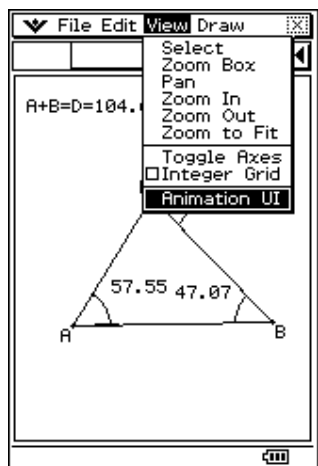 File Edit View Draw
Select
Zoom Box
Pan
Zoom In
Zoom Out
Zoom to Fit
A+B=D=104.
Toggle Axes
Integer Grid
Animation UI
57.55 47.07
A B